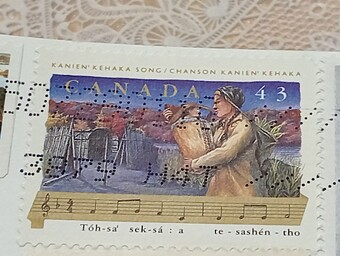 KANIEN'KEHAKA SONG / CHANSON KANIEN'KEHAKA
CANADA 43
Tóh-sa' sek-sá : a te - sashén - tho